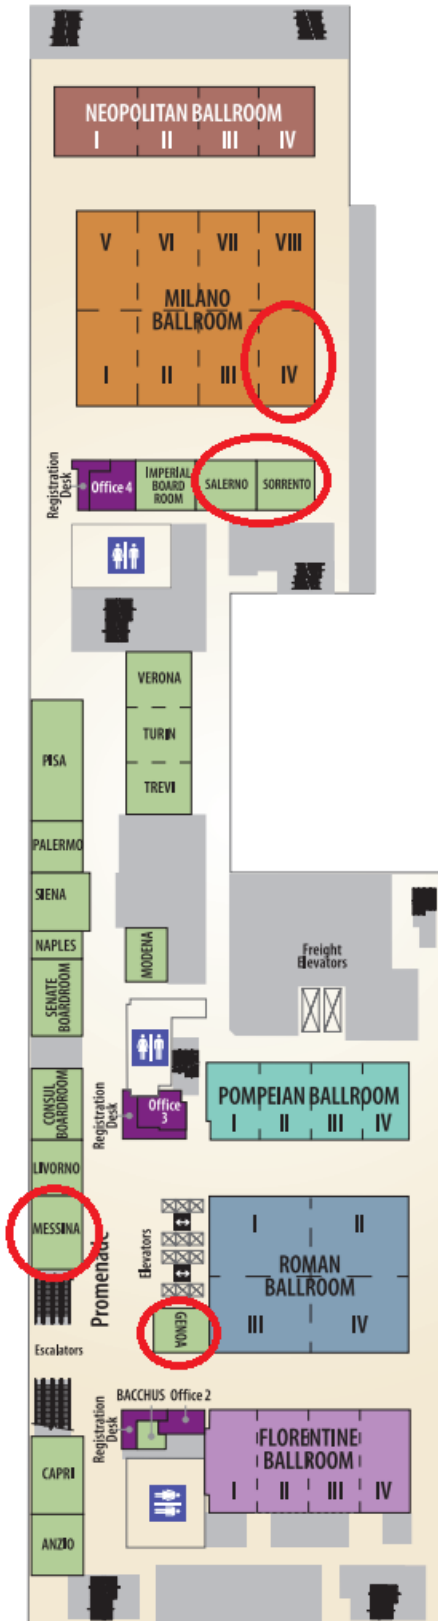 NEOPOLITAN BALLROOM
I II III IV
V VI VII VIII
MILANO
BALLROOM
I II III IV
Registration
Desk
Office 4
IMPERIAL
BOARD
ROOM
SALERNO
SORRENTO
VERONA
TURIN
TREVI
PISA
PALERMO
SIENA
NAPLES
SENATE
BOARDROOM
MODENA
Freight
Elevators
CONSUL
BOARDROOM
Registration
Desk
Office
3
POMPEIAN BALLROOM
I II III IV
LIVORNO
MESSINA
Promenade
Elevators
I II
ROMAN
BALLROOM
III IV
GENOA
Escalators
BACCHUS
Office 2
Registration
Desk
FLORENTINE
BALLROOM
I II III IV
CAPRI
ANZIO